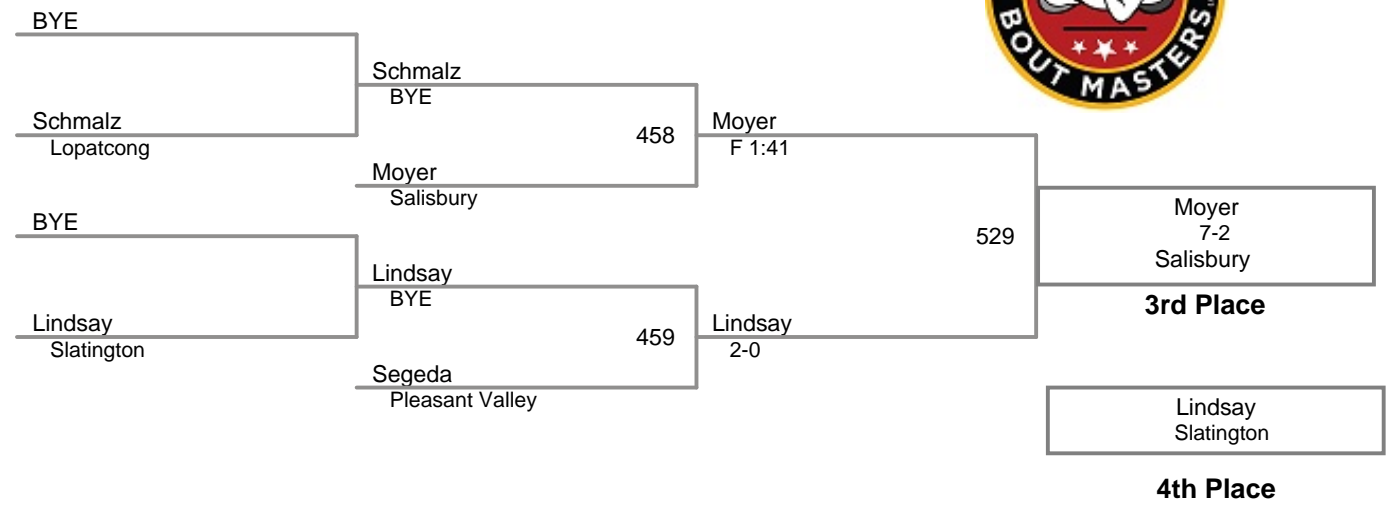 BYE
BOUT MASTERS
Schmalz
BYE
Schmalz
Lopatcong
458
Moyer
F 1:41
Moyer
Salisbury
BYE
529
Moyer
7-2
Salisbury
3rd Place
Lindsay
BYE
Lindsay
Slatington
459
Lindsay
2-0
Segeda
Pleasant Valley
Lindsay
Slatington
4th Place